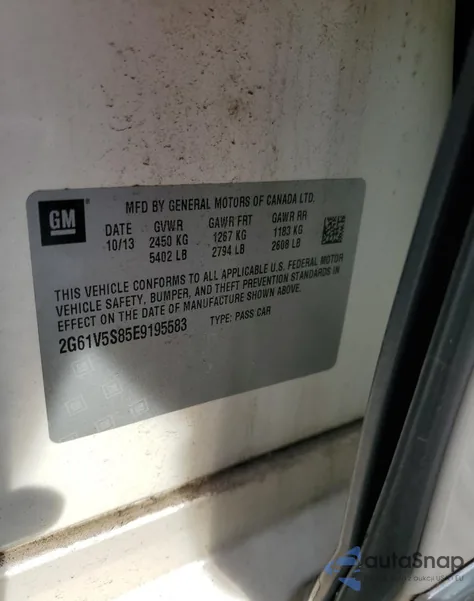 GM
MFD BY GENERAL MOTORS OF CANADA LTD.
DATE GVWR GAWR FRT GAWR RR
10/13 2450 KG 1267 KG 1183 KG
5402 LB 2794 LB 2608 LB
THIS VEHICLE CONFORMS TO ALL APPLICABLE U.S. FEDERAL MOTOR
VEHICLE SAFETY, BUMPER, AND THEFT PREVENTION STANDARDS IN
EFFECT ON THE DATE OF MANUFACTURE SHOWN ABOVE.
2G61V5S85E9195583 TYPE: PASS CAR
autaSnap